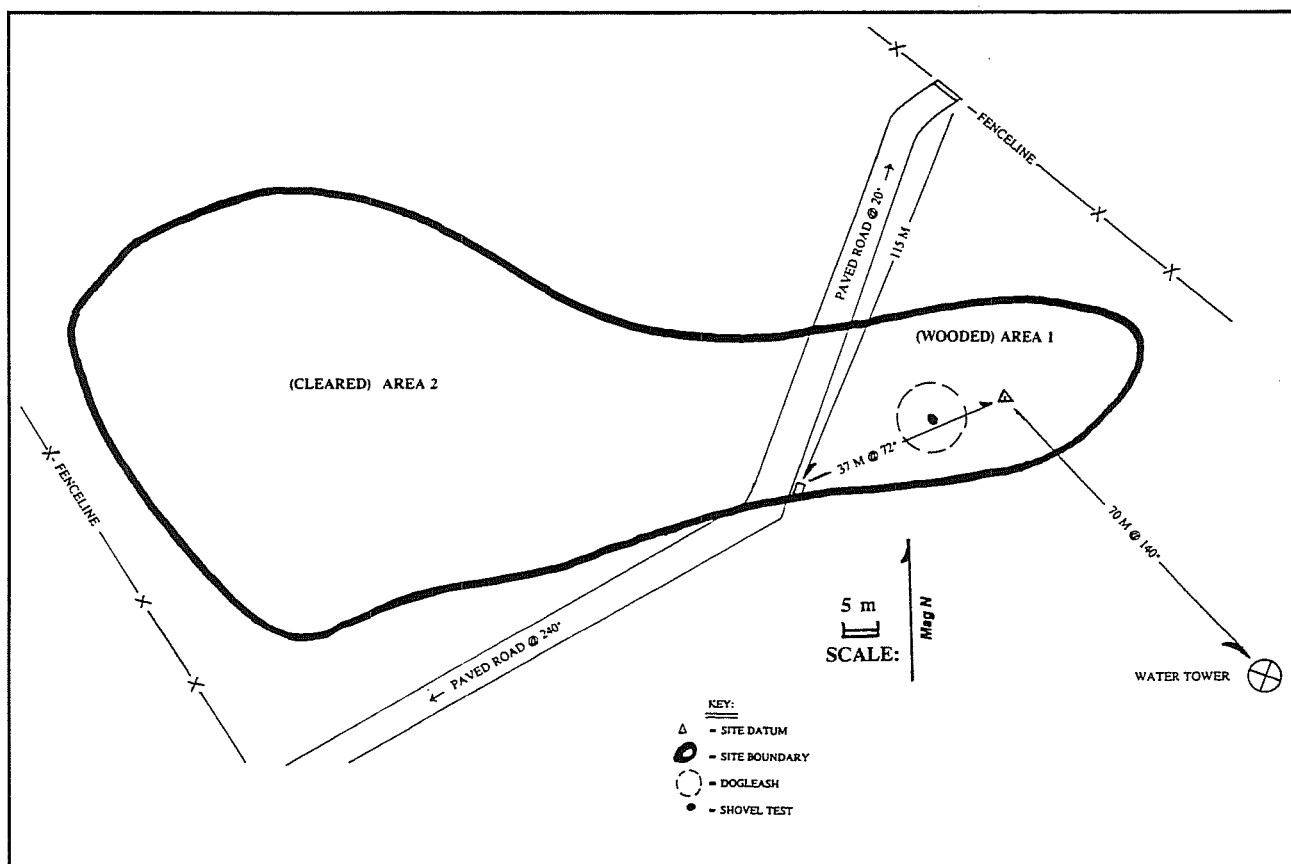 FENCELINE
PAVED ROAD @ 20° →
115 M
(WOODED) AREA 1
(CLEARED) AREA 2
37 M @ 72°
FENCELINE
70 M @ 140°
5 m
SCALE:
Mag N
← PAVED ROAD @ 240°
WATER TOWER
KEY:
= SITE DATUM
= SITE BOUNDARY
= DOGLEASH
= SHOVEL TEST